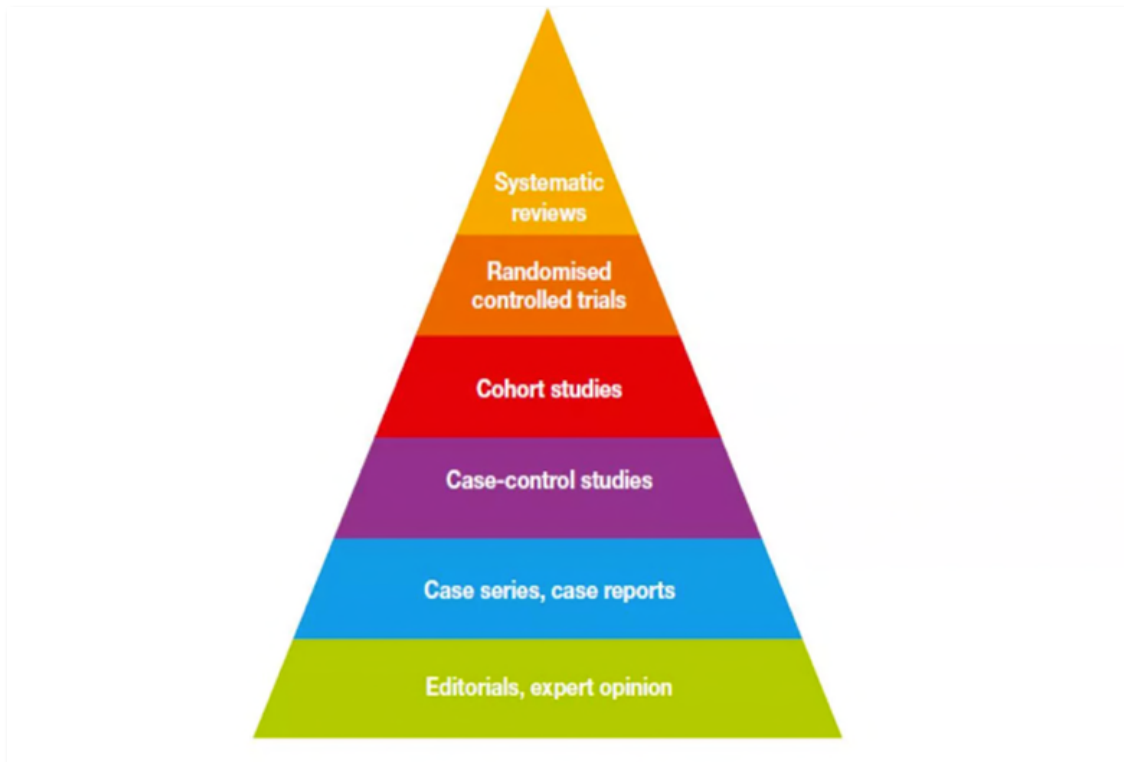 Systematic
reviews
Randomised
controlled trials
Cohort studies
Case-control studies
Case series, case reports
Editorials, expert opinion